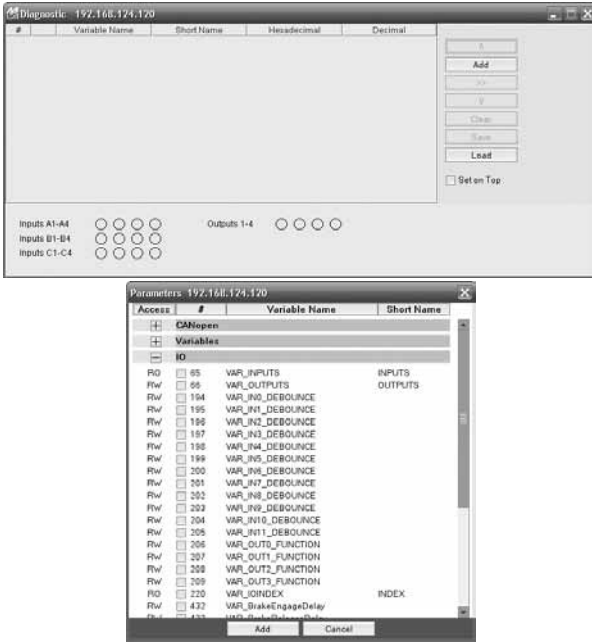 Diagnostic 192.168.124.120
# Variable Name Short Name Hexadecimal Decimal
Λ
Add
>>
V
Clear
Save
Load
Set on Top
Inputs A1-A4 Outputs 1-4
Inputs B1-B4
Inputs C1-C4
Parameters 192.168.124.120
Access # Variable Name Short Name
CANopen
Variables
IO
RO 65 VAR_INPUTS INPUTS
RW 66 VAR_OUTPUTS OUTPUTS
RW 194 VAR_IN0_DEBOUNCE
RW 195 VAR_IN1_DEBOUNCE
RW 196 VAR_IN2_DEBOUNCE
RW 197 VAR_IN3_DEBOUNCE
RW 198 VAR_IN4_DEBOUNCE
RW 199 VAR_IN5_DEBOUNCE
RW 200 VAR_IN6_DEBOUNCE
RW 201 VAR_IN7_DEBOUNCE
RW 202 VAR_IN8_DEBOUNCE
RW 203 VAR_IN9_DEBOUNCE
RW 204 VAR_IN10_DEBOUNCE
RW 205 VAR_IN11_DEBOUNCE
RW 206 VAR_OUT0_FUNCTION
RW 207 VAR_OUT1_FUNCTION
RW 208 VAR_OUT2_FUNCTION
RW 209 VAR_OUT3_FUNCTION
RO 220 VAR_IOINDEX INDEX
RW 432 VAR_BrakeEngageDelay
Add Cancel